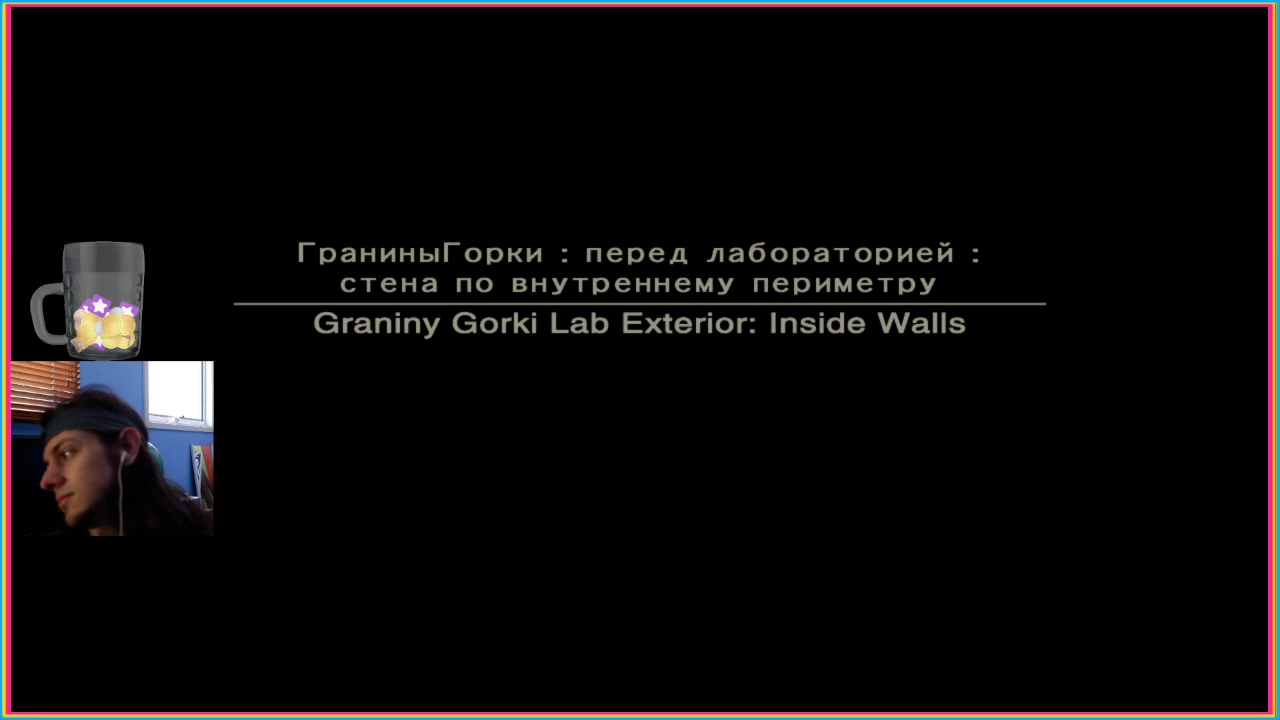 ГраниныГорки : перед лабораторией :
стена по внутреннему периметру
Graniny Gorki Lab Exterior: Inside Walls